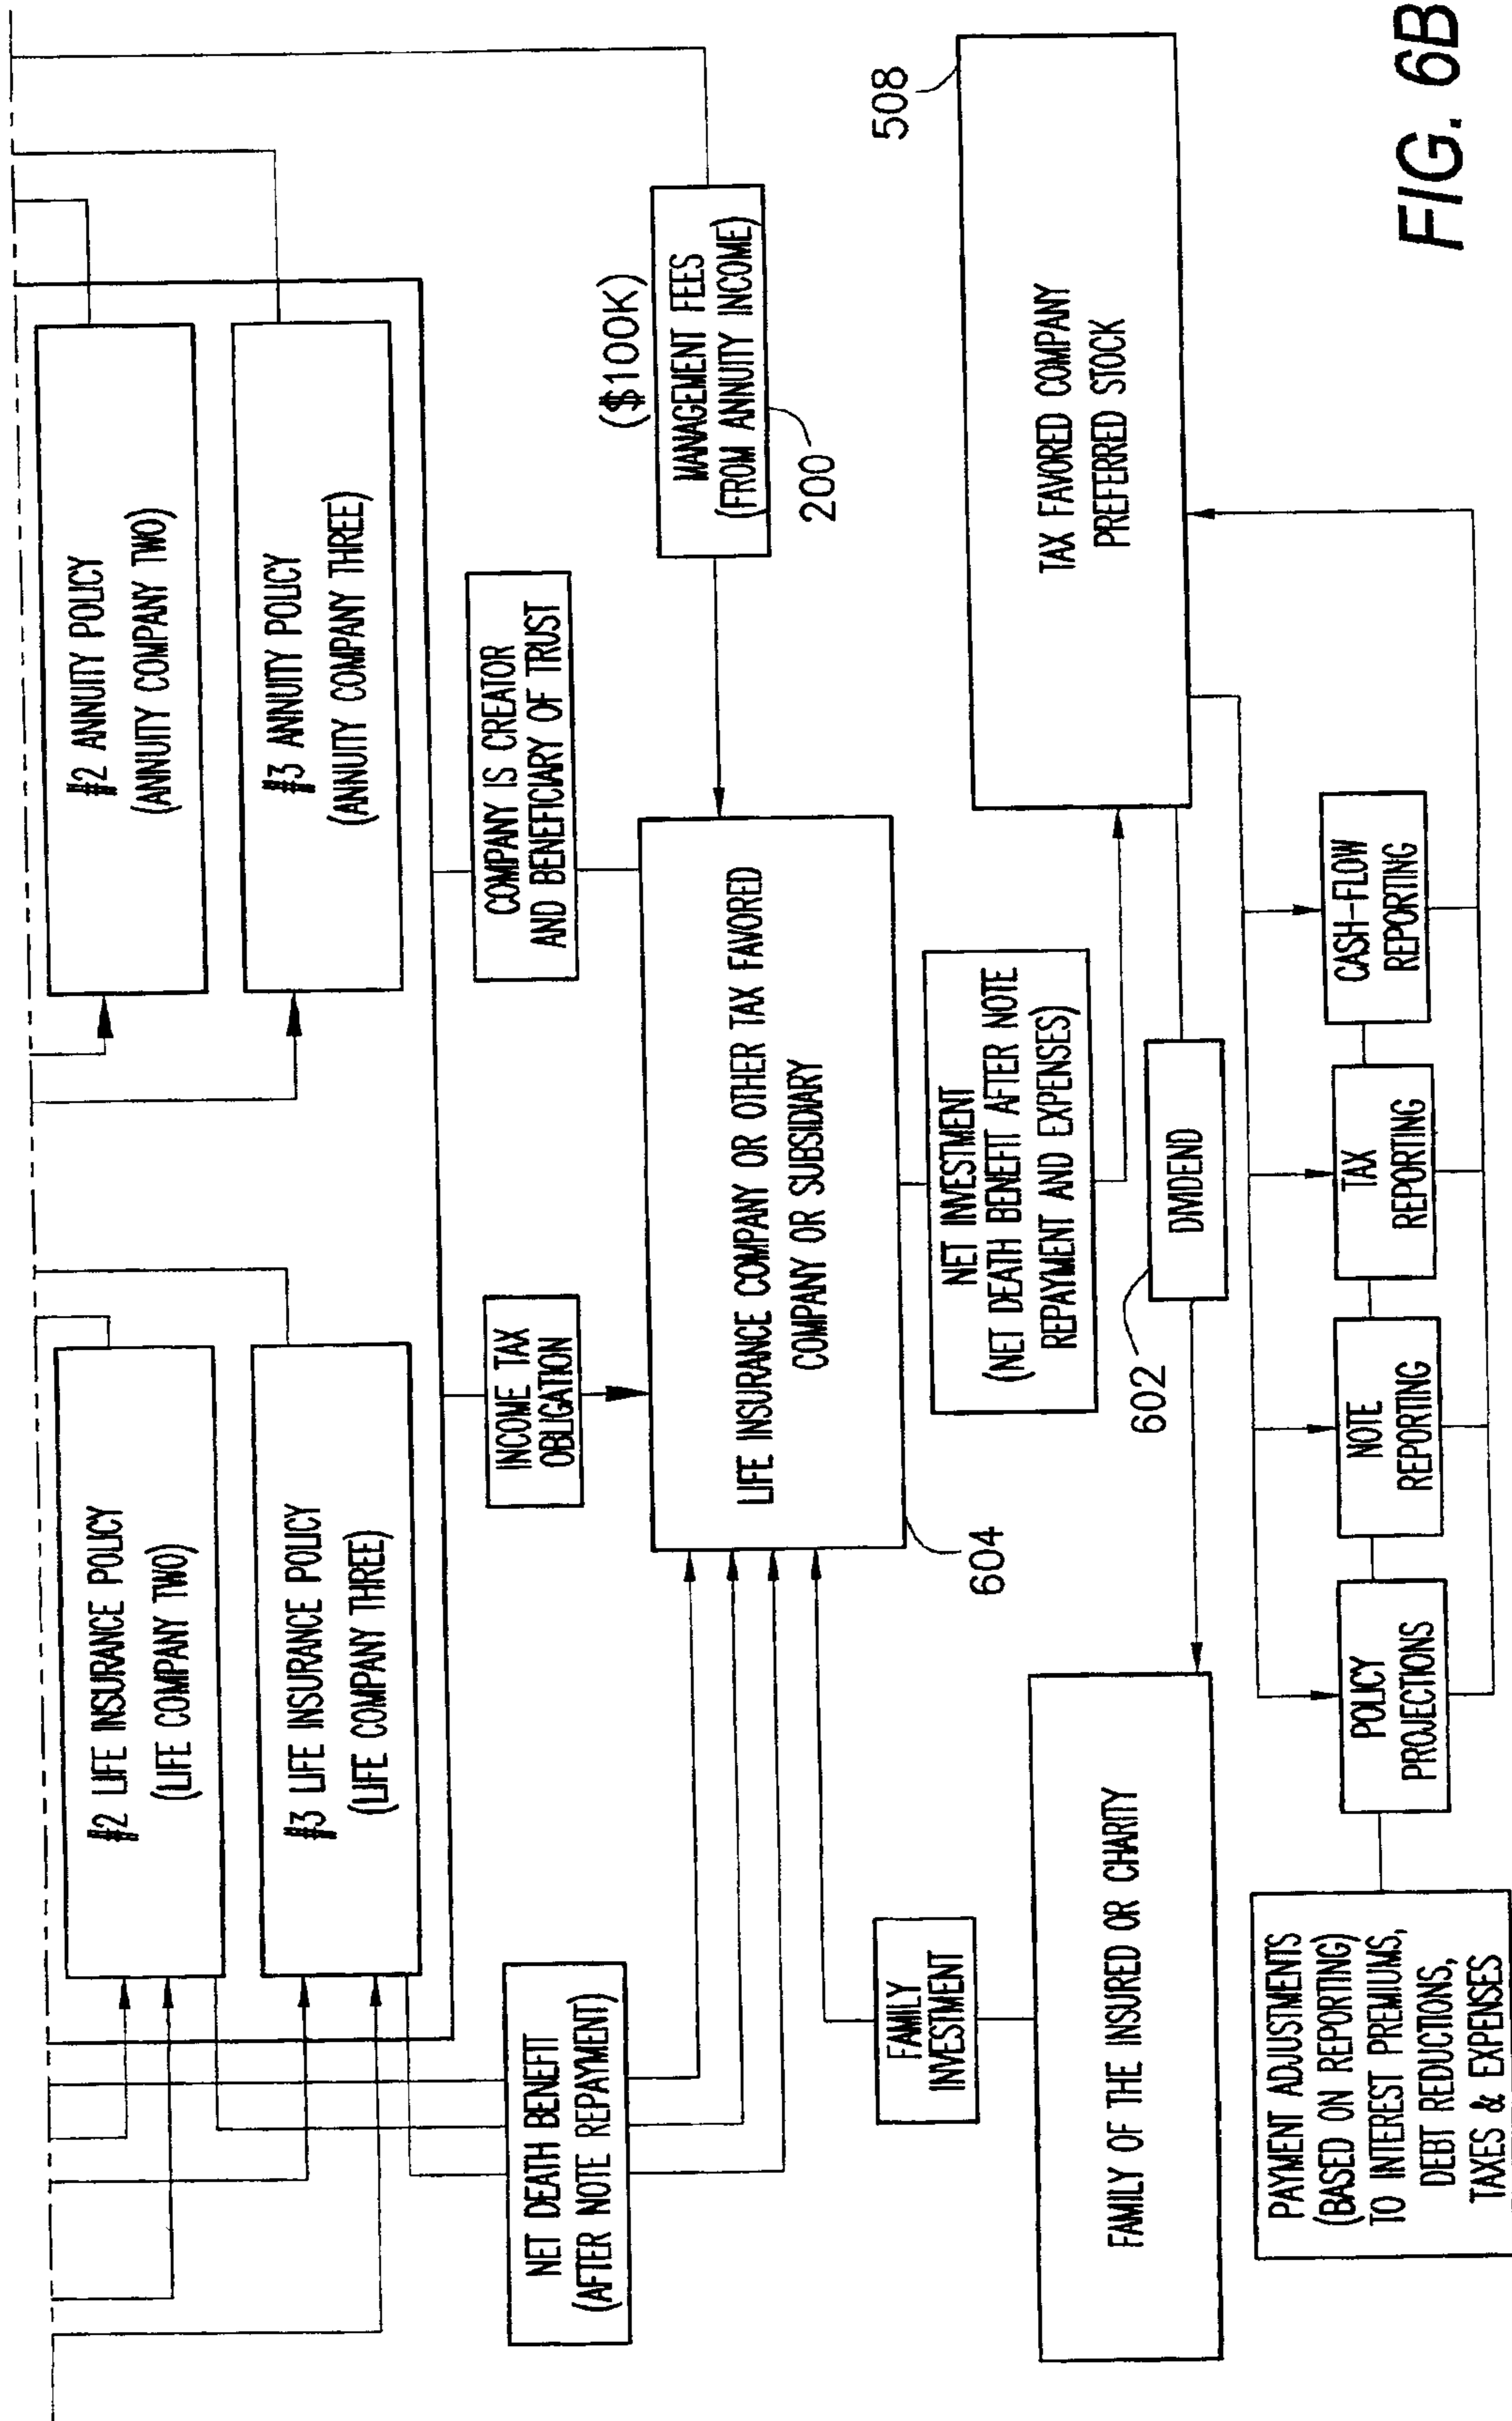 #2 LIFE INSURANCE POLICY
(LIFE COMPANY TWO)
#2 ANNUITY POLICY
(ANNUITY COMPANY TWO)
#3 LIFE INSURANCE POLICY
(LIFE COMPANY THREE)
#3 ANNUITY POLICY
(ANNUITY COMPANY THREE)
NET DEATH BENEFIT
(AFTER NOTE REPAYMENT)
INCOME TAX
OBLIGATION
COMPANY IS CREATOR
AND BENEFICIARY OF TRUST
($100K)
MANAGEMENT FEES
(FROM ANNUITY INCOME)
200
LIFE INSURANCE COMPANY OR OTHER TAX FAVORED
COMPANY OR SUBSIDIARY
604
FAMILY
INVESTMENT
NET INVESTMENT
(NET DEATH BENEFIT AFTER NOTE
REPAYMENT AND EXPENSES)
508
TAX FAVORED COMPANY
PREFERRED STOCK
FAMILY OF THE INSURED OR CHARITY
602
DIVIDEND
PAYMENT ADJUSTMENTS
(BASED ON REPORTING)
TO INTEREST PREMIUMS,
DEBT REDUCTIONS,
TAXES & EXPENSES
POLICY
PROJECTIONS
NOTE
REPORTING
TAX
REPORTING
CASH-FLOW
REPORTING
FIG. 6B